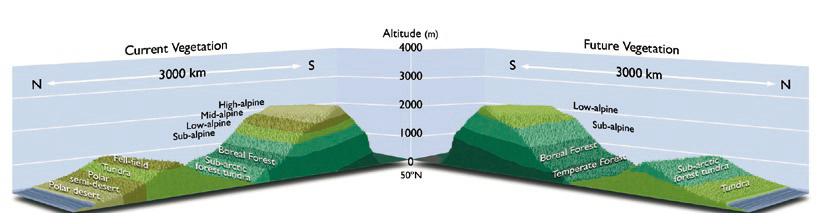 Current Vegetation
N
3000 km
S
High-alpine
Mid-alpine
Low-alpine
Sub-alpine
Boreal Forest
Sub-arctic
forest tundra
Fell-field
Tundra
Polar
semi-desert
Polar desert
Altitude (m)
4000
3000
2000
1000
0
50°N
Future Vegetation
S
3000 km
N
Low-alpine
Sub-alpine
Boreal Forest
Temperate Forest
Sub-arctic
forest tundra
Tundra